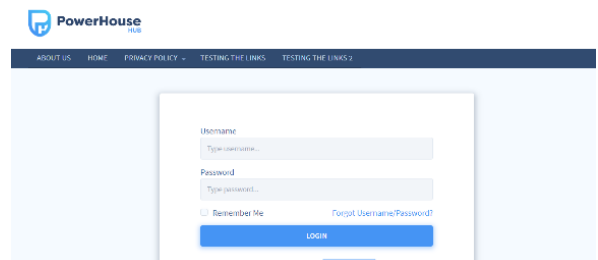 PowerHouse
HUB
ABOUT US HOME PRIVACY POLICY TESTING THE LINKS TESTING THE LINKS 2
Username
Type username...
Password
Type password...
Remember Me Forgot Username/Password?
LOGIN